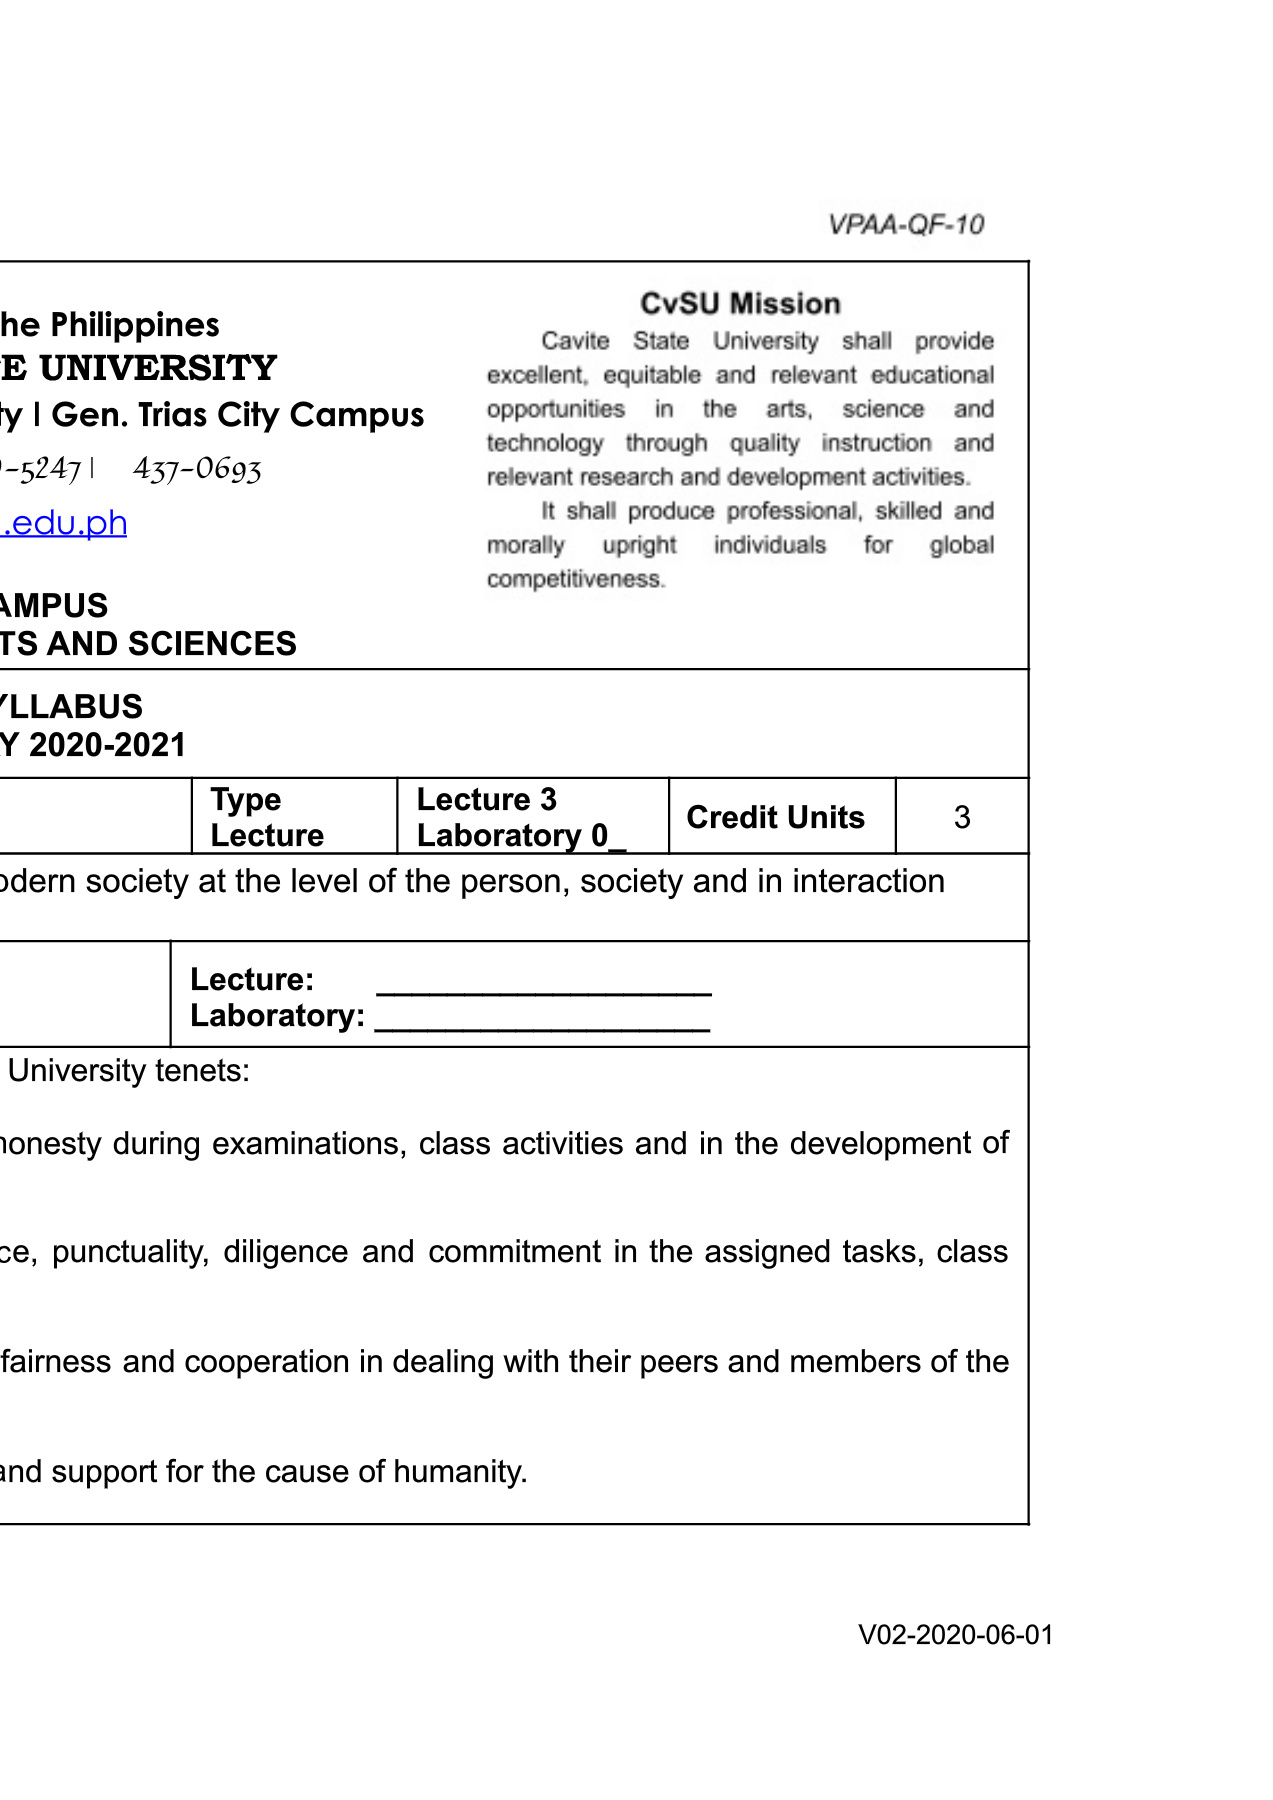 VPAA-QF-10
he Philippines
E UNIVERSITY
ty | Gen. Trias City Campus
-5247 | 437-0693
.edu.ph
AMPUS
TS AND SCIENCES
CvSU Mission
Cavite State University shall provide
excellent, equitable and relevant educational
opportunities in the arts, science and
technology through quality instruction and
relevant research and development activities.
It shall produce professional, skilled and
morally upright individuals for global
competitiveness.
YLLABUS
Y 2020-2021
Type
Lecture
Lecture 3
Laboratory 0_
Credit Units
3
odern society at the level of the person, society and in interaction
Lecture: ___________________
Laboratory: ___________________
University tenets:
honesty during examinations, class activities and in the development of
ce, punctuality, diligence and commitment in the assigned tasks, class
fairness and cooperation in dealing with their peers and members of the
and support for the cause of humanity.
V02-2020-06-01